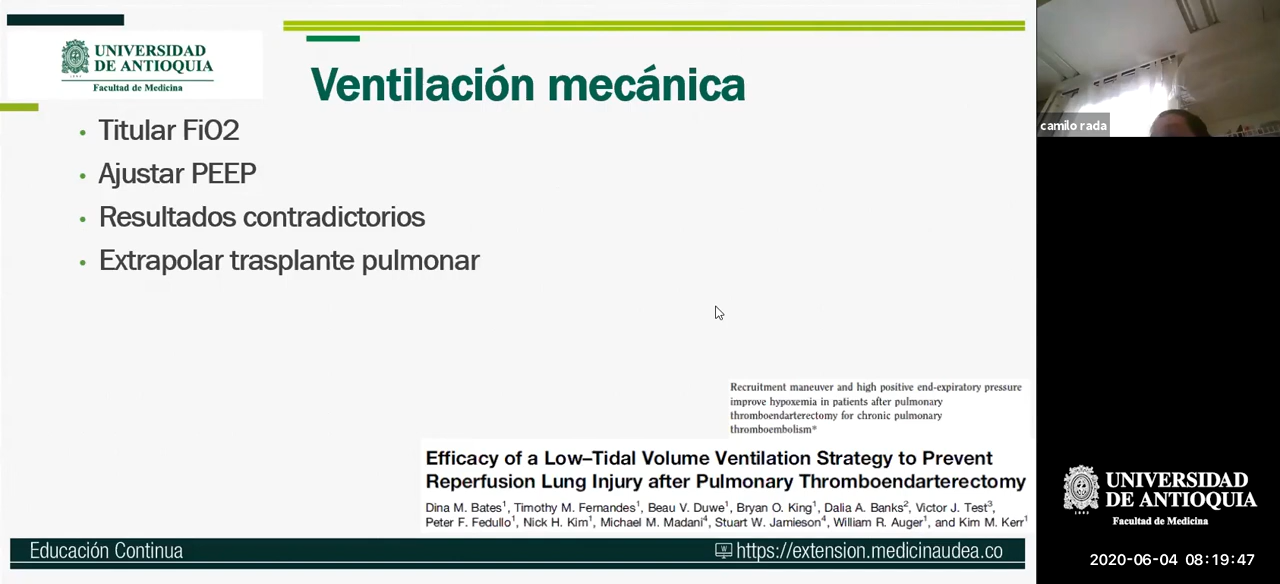 UNIVERSIDAD
DE ANTIOQUIA
1803
Facultad de Medicina
Ventilación mecánica
• Titular FiO2
• Ajustar PEEP
• Resultados contradictorios
• Extrapolar trasplante pulmonar
Recruitment maneuver and high positive end-expiratory pressure
improve hypoxemia in patients after pulmonary
thromboendarterectomy for chronic pulmonary
thromboembolism*
Efficacy of a Low–Tidal Volume Ventilation Strategy to Prevent
Reperfusion Lung Injury after Pulmonary Thromboendarterectomy
Dina M. Bates1, Timothy M. Fernandes1, Beau V. Duwe1, Bryan O. King1, Dalia A. Banks2, Victor J. Test3,
Peter F. Fedullo1, Nick H. Kim1, Michael M. Madani4, Stuart W. Jamieson4, William R. Auger1, and Kim M. Kerr1
Educación Continua
https://extension.medicinaudea.co
camilo rada
UNIVERSIDAD
DE ANTIOQUIA
1803
Facultad de Medicina
2020-06-04 08:19:47